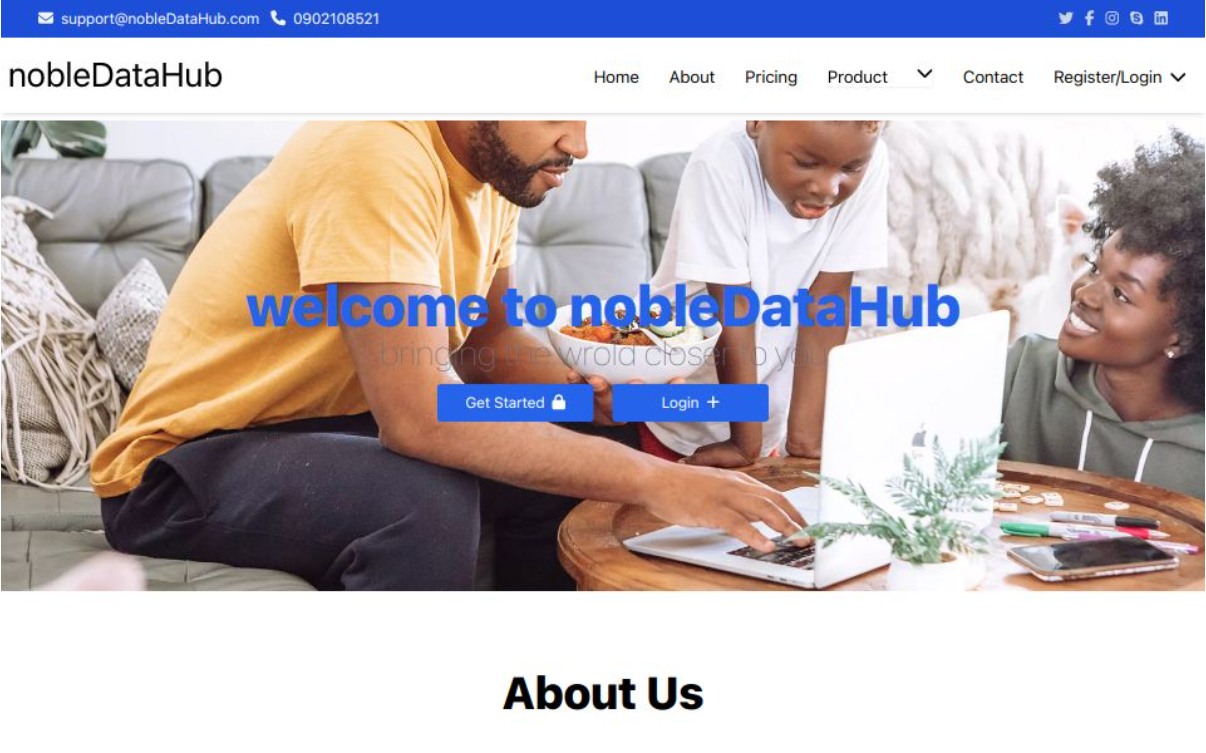 support@nobleDataHub.com 0902108521
nobleDataHub
Home About Pricing Product Contact Register/Login
welcome to nobleDataHub
bringing the wrold closer to you
Get Started Login
About Us